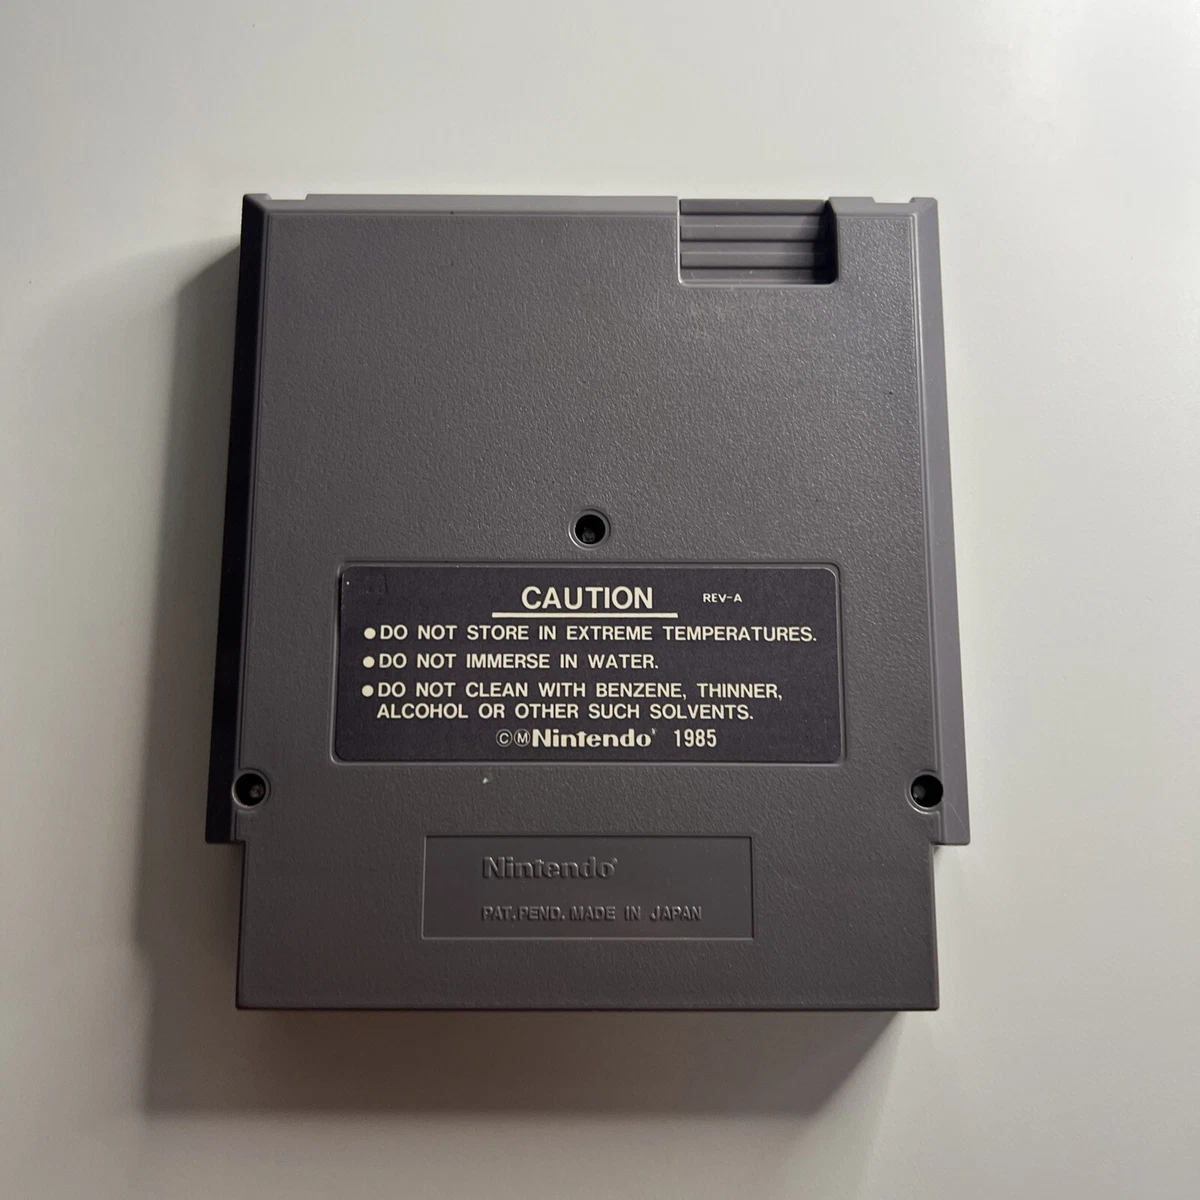 CAUTION REV-A
●DO NOT STORE IN EXTREME TEMPERATURES.
●DO NOT IMMERSE IN WATER.
●DO NOT CLEAN WITH BENZENE, THINNER,
ALCOHOL OR OTHER SUCH SOLVENTS.
ⒸⓂNintendo® 1985
Nintendo®
PAT.PEND. MADE IN JAPAN